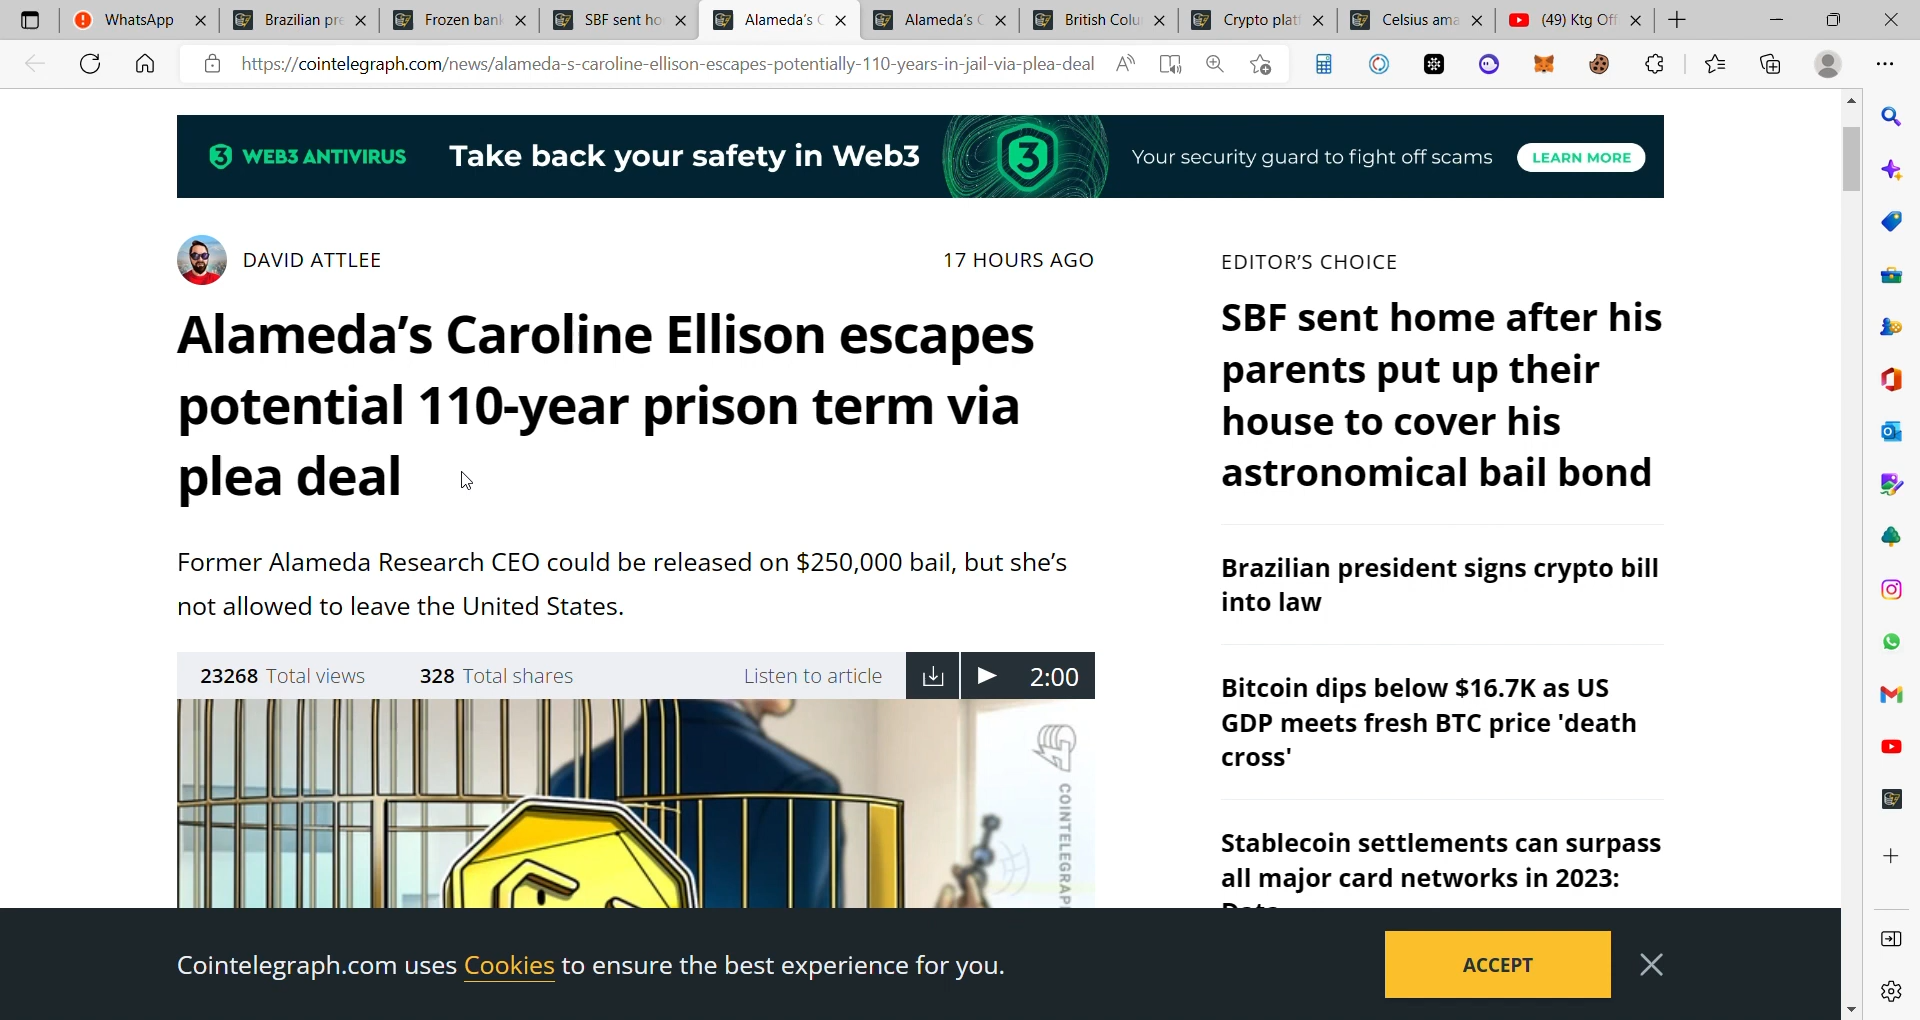 WhatsApp
Brazilian pre
Frozen bank
SBF sent ho
Alameda's C
Alameda's C
British Colu
Crypto plat
Celsius ama
(49) Ktg Off
https://cointelegraph.com/news/alameda-s-caroline-ellison-escapes-potentially-110-years-in-jail-via-plea-deal
3 WEB3 ANTIVIRUS
Take back your safety in Web3
3
Your security guard to fight off scams
LEARN MORE
DAVID ATTLEE
17 HOURS AGO
Alameda’s Caroline Ellison escapes
potential 110-year prison term via
plea deal
Former Alameda Research CEO could be released on $250,000 bail, but she’s
not allowed to leave the United States.
23268 Total views
328 Total shares
Listen to article
2:00
COINTELEGRAPH
EDITOR’S CHOICE
SBF sent home after his
parents put up their
house to cover his
astronomical bail bond
Brazilian president signs crypto bill
into law
Bitcoin dips below $16.7K as US
GDP meets fresh BTC price 'death
cross'
Stablecoin settlements can surpass
all major card networks in 2023:
Cointelegraph.com uses Cookies to ensure the best experience for you.
ACCEPT